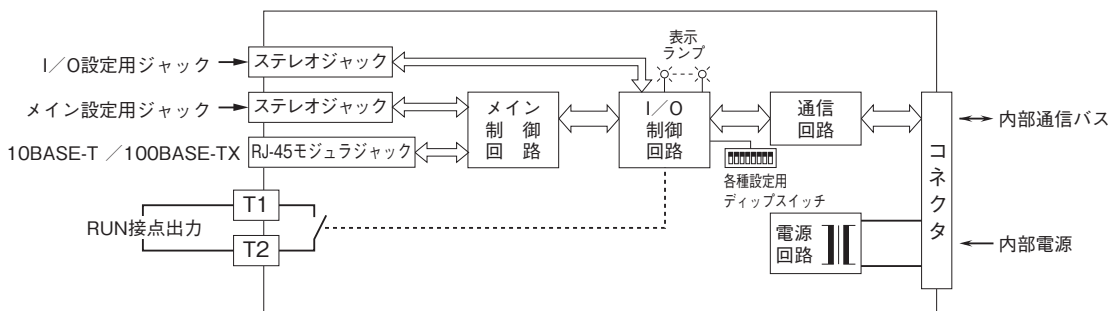 I／O設定用ジャック
ステレオジャック
表示
ランプ
メイン設定用ジャック
ステレオジャック
メイン
制御
回路
I／O
制御
回路
通信
回路
内部通信バス
10BASE-T ／100BASE-TX
RJ-45モジュラジャック
各種設定用
ディップスイッチ
コネクタ
RUN接点出力
T1
T2
電源
回路
内部電源